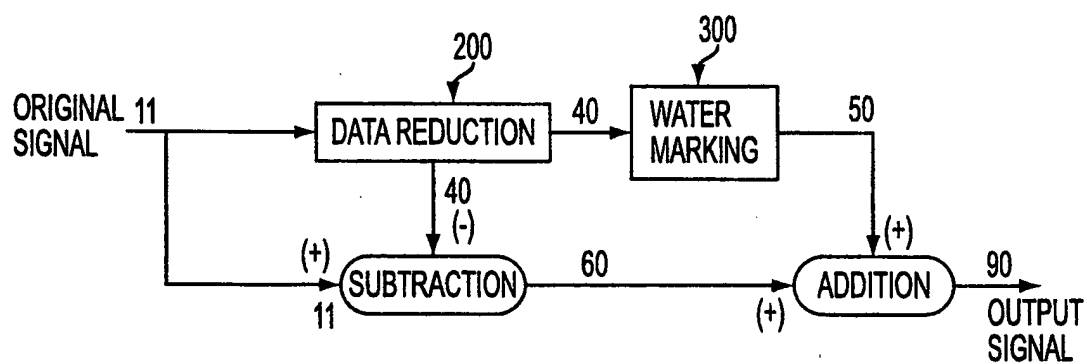 200
300
ORIGINAL 11
SIGNAL
DATA REDUCTION
40
WATER
MARKING
50
40
(-)
(+)
SUBTRACTION
11
60
(+)
(+)
ADDITION
90
OUTPUT
SIGNAL